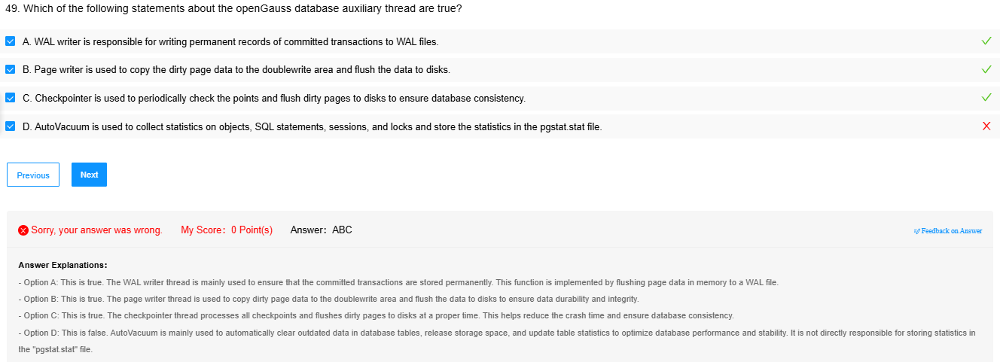 49. Which of the following statements about the openGauss database auxiliary thread are true?
A. WAL writer is responsible for writing permanent records of committed transactions to WAL files.
B. Page writer is used to copy the dirty page data to the doublewrite area and flush the data to disks.
C. Checkpointer is used to periodically check the points and flush dirty pages to disks to ensure database consistency.
D. AutoVacuum is used to collect statistics on objects, SQL statements, sessions, and locks and store the statistics in the pgstat.stat file.
Previous Next
Sorry, your answer was wrong. My Score: 0 Point(s) Answer: ABC Feedback on Answer
Answer Explanations:
- Option A: This is true. The WAL writer thread is mainly used to ensure that the committed transactions are stored permanently. This function is implemented by flushing page data in memory to a WAL file.
- Option B: This is true. The page writer thread is used to copy dirty page data to the doublewrite area and flush the data to disks to ensure data durability and integrity.
- Option C: This is true. The checkpointer thread processes all checkpoints and flushes dirty pages to disks at a proper time. This helps reduce the crash time and ensure database consistency.
- Option D: This is false. AutoVacuum is mainly used to automatically clear outdated data in database tables, release storage space, and update table statistics to optimize database performance and stability. It is not directly responsible for storing statistics in
the "pgstat.stat" file.